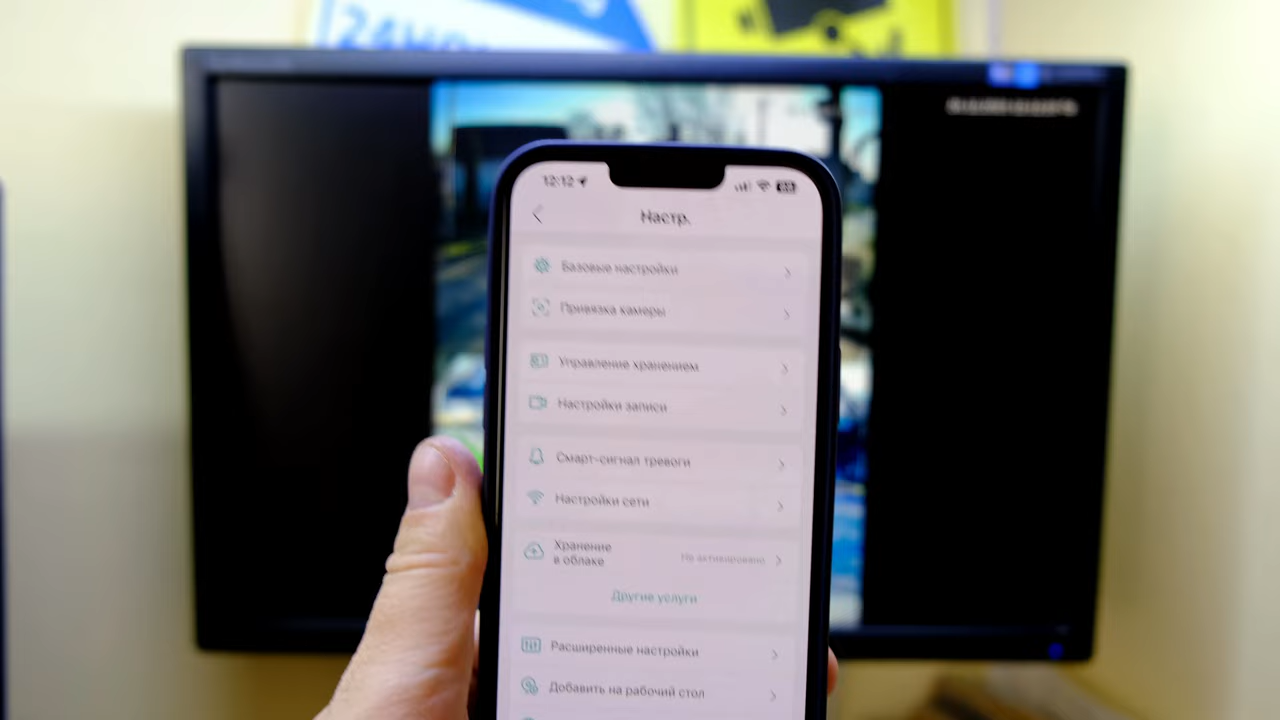 12:12
Настр.
Базовые настройки
Привязка камеры
Управление хранением
Настройки записи
Смарт-сигнал тревоги
Настройки сети
Хранение
в облаке
Не активировано
Другие услуги
Расширенные настройки
Добавить на рабочий стол